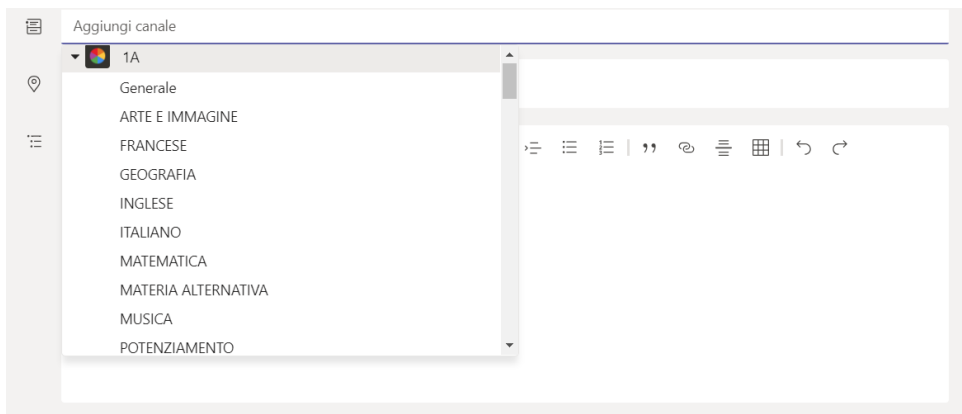 Aggiungi canale
1A
Generale
ARTE E IMMAGINE
FRANCESE
GEOGRAFIA
INGLESE
ITALIANO
MATEMATICA
MATERIA ALTERNATIVA
MUSICA
POTENZIAMENTO